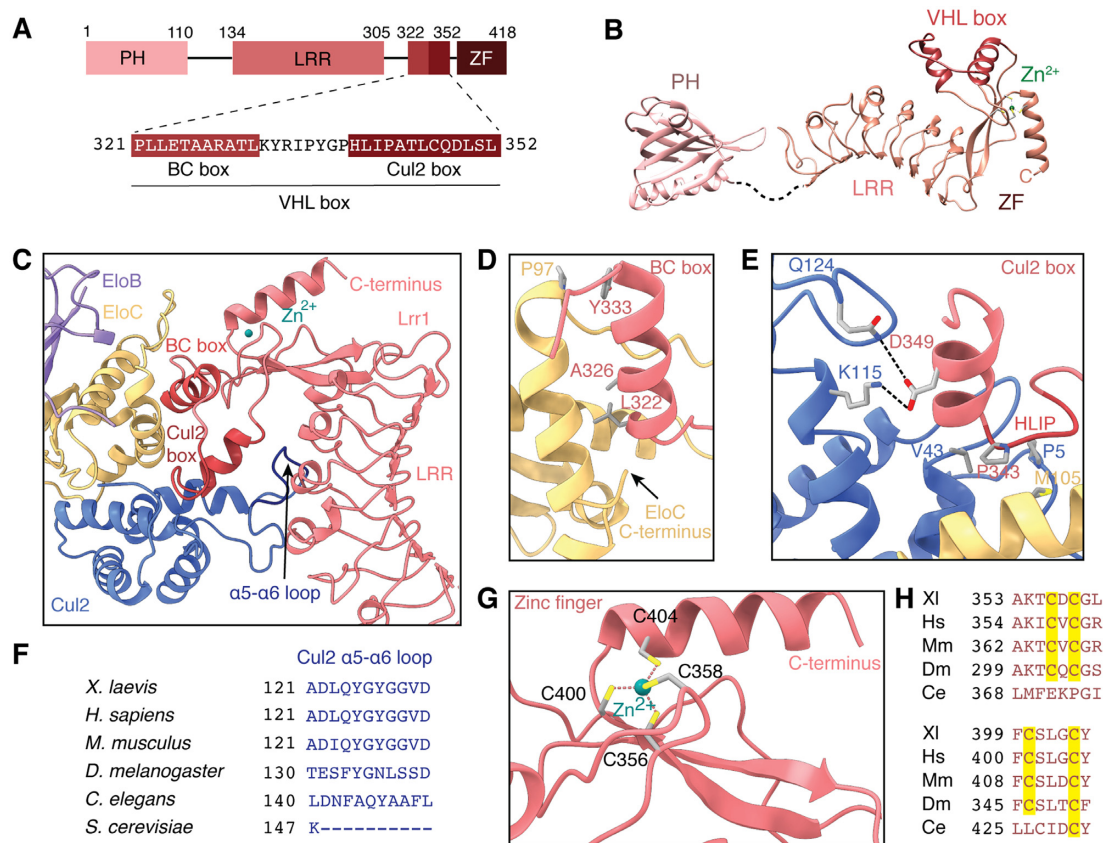 A
1 110 134 305 322 352 418
PH LRR ZF
321 PLLETAARATLKYRIPYGPHLIPATLCQDLSL 352
BC box Cul2 box
VHL box
B
VHL box
Zn2+
PH
LRR
C
ZF
C
EloB
EloC
C-terminus
Zn2+
Lrr1
BC box
Cul2
box
LRR
α5-α6 loop
Cul2
D
P97 BC box
Y333
A326
L322
EloC
C-terminus
E
Q124 Cul2 box
D349
K115
HLIP
V43 P5
P343
M105
F
Cul2 α5-α6 loop
X. laevis 121 ADLQYGYGGVD
H. sapiens 121 ADLQYGYGGVD
M. musculus 121 ADIQYGYGGVD
D. melanogaster 130 TESFYGNLSSD
C. elegans 140 LDNFAQYAAFL
S. cerevisiae 147 K----------
G
Zinc finger
C404
C-terminus
C358
C400
Zn2+
C356
H
Xl 353 AKTCDCGL
Hs 354 AKICVCGR
Mm 362 AKTCVCGR
Dm 299 AKTCQCGS
Ce 368 LMFEKPGI
Xl 399 FCSLGCY
Hs 400 FCSLGCY
Mm 408 FCSLDCY
Dm 345 FCSLTCF
Ce 425 LLCIDCY